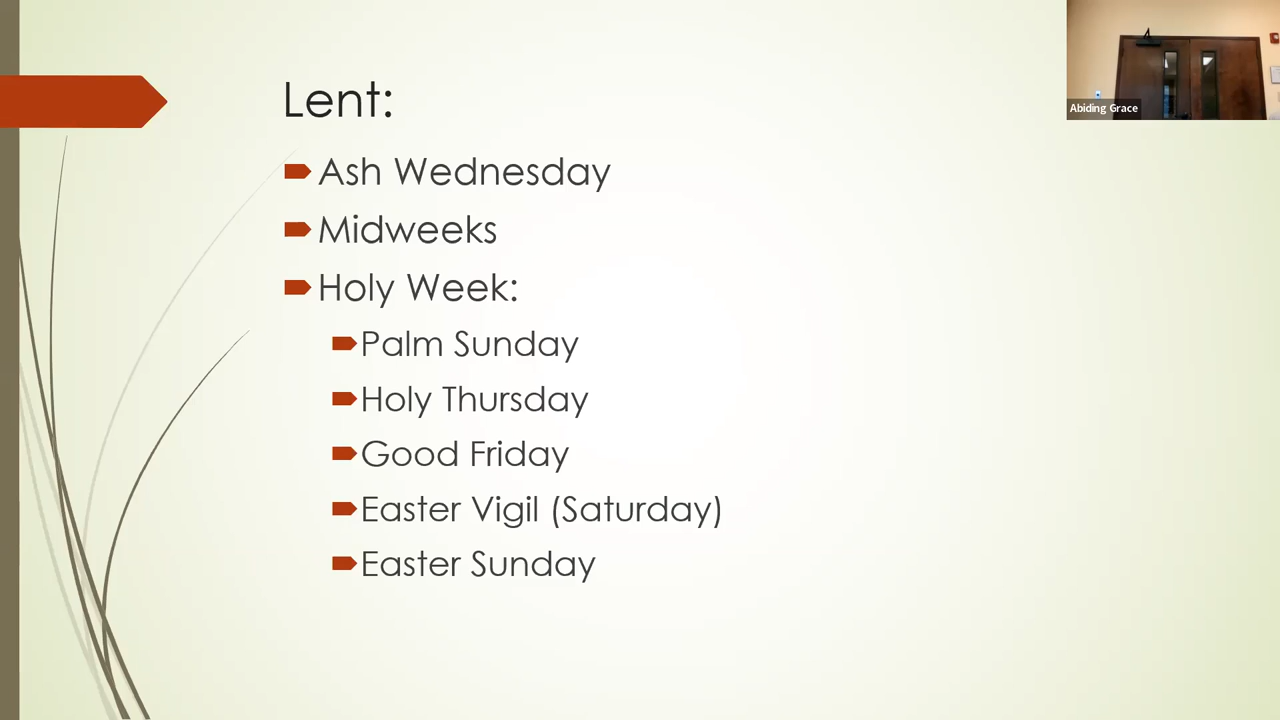 Lent:
Ash Wednesday
Midweeks
Holy Week:
Palm Sunday
Holy Thursday
Good Friday
Easter Vigil (Saturday)
Easter Sunday
Abiding Grace